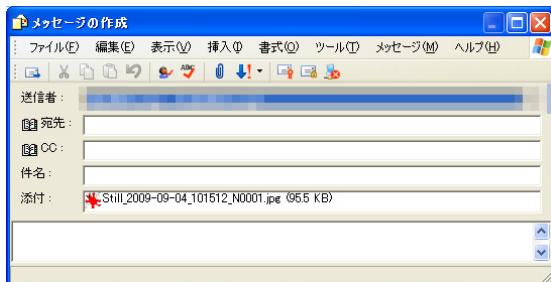 メッセージの作成
ファイル(F) 編集(E) 表示(V) 挿入(I) 書式(O) ツール(T) メッセージ(M) ヘルプ(H)
ABC
送信者:
宛先:
CC:
件名:
添付: Still_2009-09-04_101512_N0001.jpg (95.5 KB)